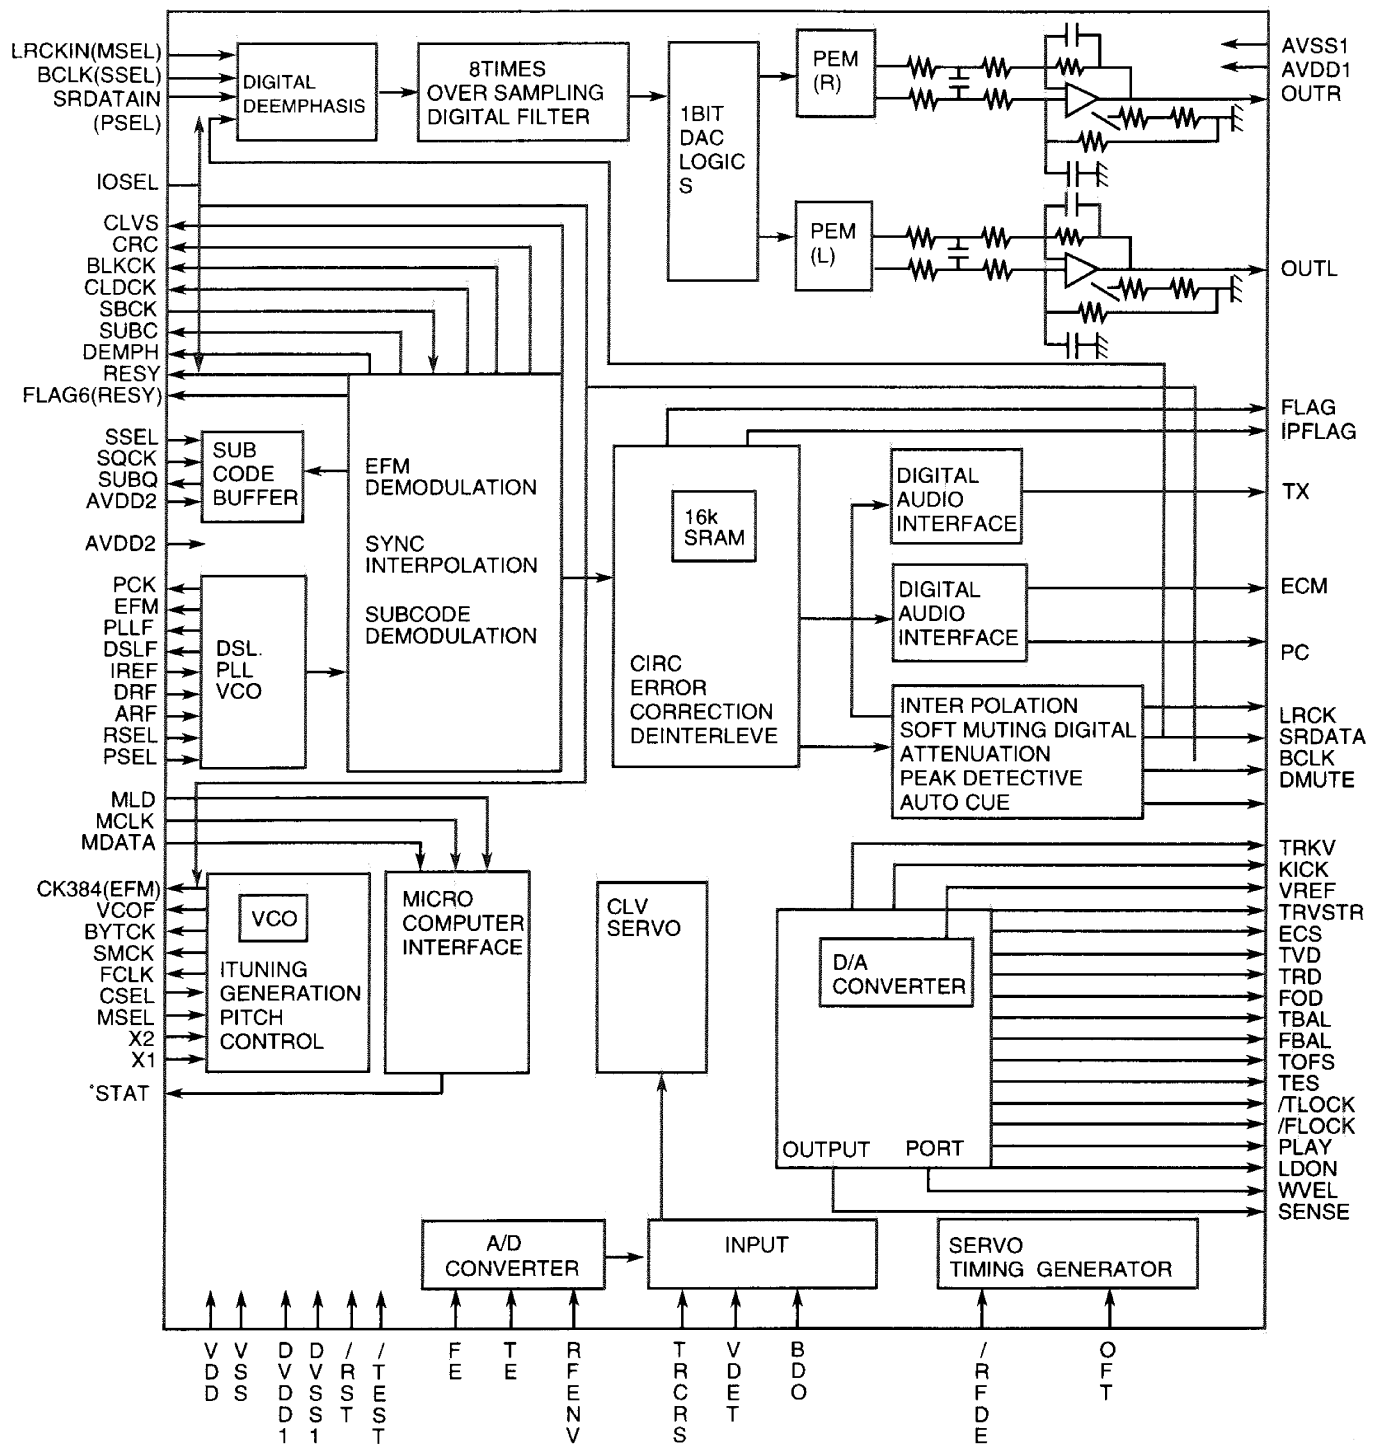 LRCKIN(MSEL)
BCLK(SSEL)
SRDATAIN
(PSEL)
IOSEL
CLVS
CRC
BLKCK
CLDCK
SBCK
SUBC
DEMPH
RESY
FLAG6(RESY)
SSEL
SQCK
SUBQ
AVDD2
AVDD2
PCK
EFM
PLLF
DSLF
IREF
DRF
ARF
RSEL
PSEL
MLD
MCLK
MDATA
CK384(EFM)
VCOF
BYTCK
SMCK
FCLK
CSEL
MSEL
X2
X1
*STAT
DIGITAL
DEEMPHASIS
8TIMES
OVER SAMPLING
DIGITAL FILTER
1BIT
DAC
LOGIC
S
PEM
(R)
PEM
(L)
SUB
CODE
BUFFER
EFM
DEMODULATION
SYNC
INTERPOLATION
SUBCODE
DEMODULATION
DSL.
PLL
VCO
16k
SRAM
CIRC
ERROR
CORRECTION
DEINTERLEVE
DIGITAL
AUDIO
INTERFACE
DIGITAL
AUDIO
INTERFACE
INTER POLATION
SOFT MUTING DIGITAL
ATTENUATION
PEAK DETECTIVE
AUTO CUE
VCO
ITUNING
GENERATION
PITCH
CONTROL
MICRO
COMPUTER
INTERFACE
CLV
SERVO
D/A
CONVERTER
OUTPUT PORT
A/D
CONVERTER
INPUT
SERVO
TIMING GENERATOR
AVSS1
AVDD1
OUTR
OUTL
FLAG
IPFLAG
TX
ECM
PC
LRCK
SRDATA
BCLK
DMUTE
TRKV
KICK
VREF
TRVSTR
ECS
TVD
TRD
FOD
TBAL
FBAL
TOFS
TES
/TLOCK
/FLOCK
PLAY
LDON
WVEL
SENSE
VDD
VSS
DVDD1
DVSS1
/RST
/TEST
FE
TE
RFENV
TRCRS
VDET
BDO
/RFDE
OFT